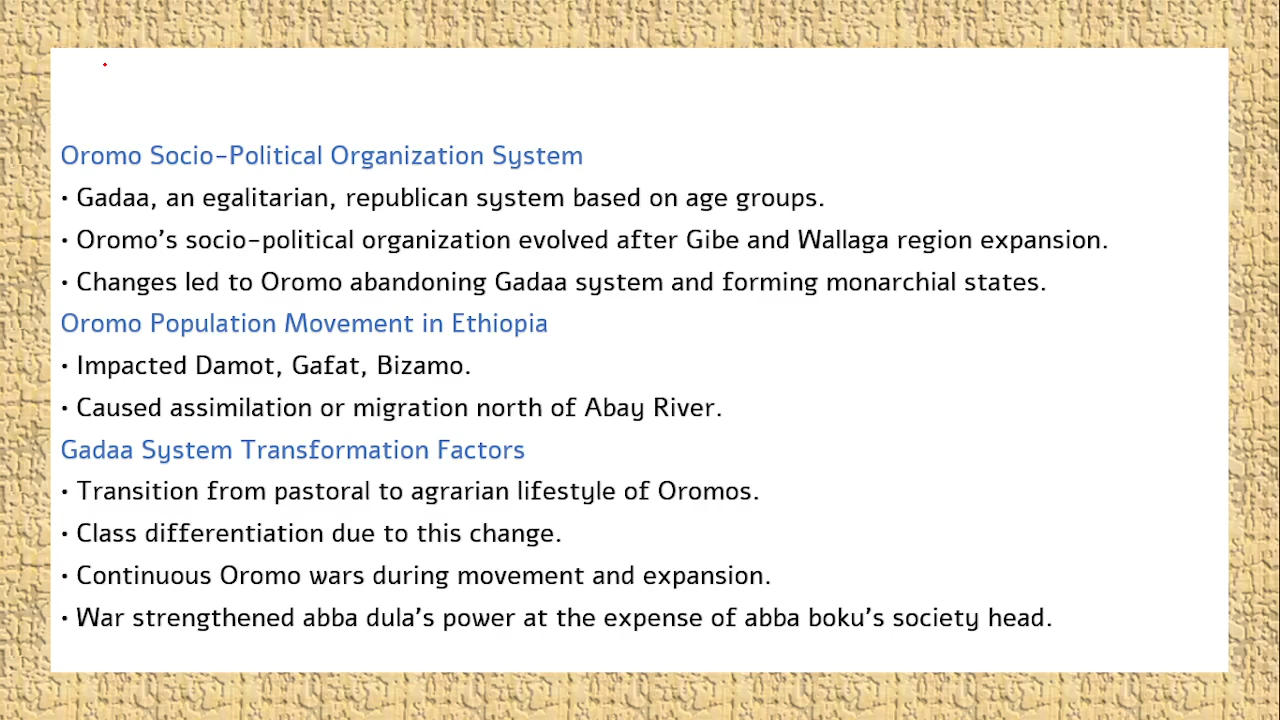 Oromo Socio-Political Organization System
• Gadaa, an egalitarian, republican system based on age groups.
• Oromo's socio-political organization evolved after Gibe and Wallaga region expansion.
• Changes led to Oromo abandoning Gadaa system and forming monarchial states.
Oromo Population Movement in Ethiopia
• Impacted Damot, Gafat, Bizamo.
• Caused assimilation or migration north of Abay River.
Gadaa System Transformation Factors
• Transition from pastoral to agrarian lifestyle of Oromos.
• Class differentiation due to this change.
• Continuous Oromo wars during movement and expansion.
• War strengthened abba dula's power at the expense of abba boku's society head.